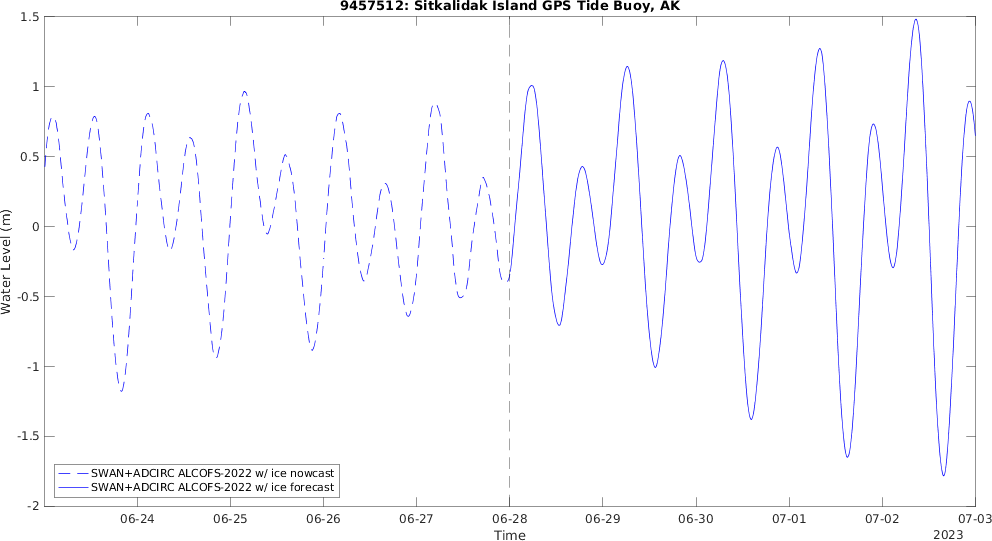 9457512: Sitkalidak Island GPS Tide Buoy, AK
1.5
1
0.5
0
-0.5
-1
-1.5
-2
Water Level (m)
SWAN+ADCIRC ALCOFS-2022 w/ ice nowcast
SWAN+ADCIRC ALCOFS-2022 w/ ice forecast
06-24 06-25 06-26 06-27 06-28 06-29 06-30 07-01 07-02 07-03
Time
2023